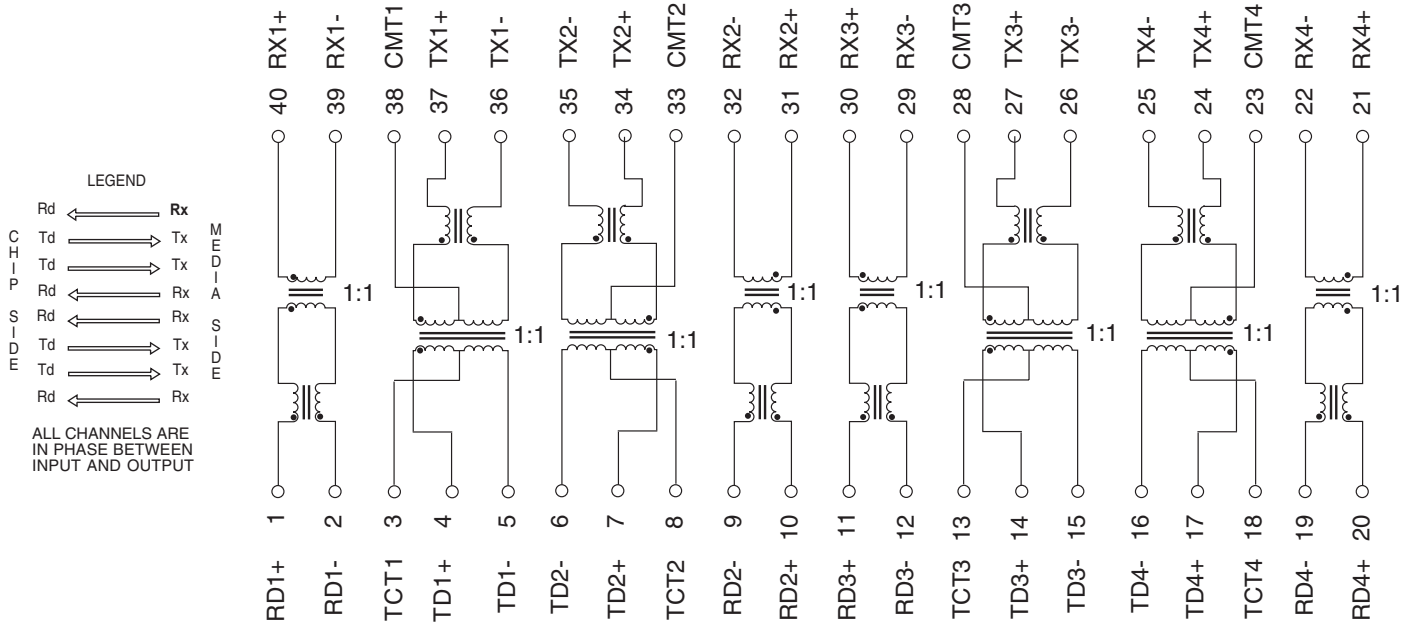 RX1+ RX1- CMT1 TX1+ TX1- TX2- TX2+ CMT2 RX2- RX2+ RX3+ RX3- CMT3 TX3+ TX3- TX4- TX4+ CMT4 RX4- RX4+
40 39 38 37 36 35 34 33 32 31 30 29 28 27 26 25 24 23 22 21
LEGEND
CHIP SIDE
MEDIA SIDE
Rd Rx
Td Tx
Td Tx
Rd Rx
Rd Rx
Td Tx
Td Tx
Rd Rx
ALL CHANNELS ARE
IN PHASE BETWEEN
INPUT AND OUTPUT
1:1 1:1 1:1 1:1 1:1 1:1 1:1 1:1
1 2 3 4 5 6 7 8 9 10 11 12 13 14 15 16 17 18 19 20
RD1+ RD1- TCT1 TD1+ TD1- TD2- TD2+ TCT2 RD2- RD2+ RD3+ RD3- TCT3 TD3+ TD3- TD4- TD4+ TCT4 RD4- RD4+